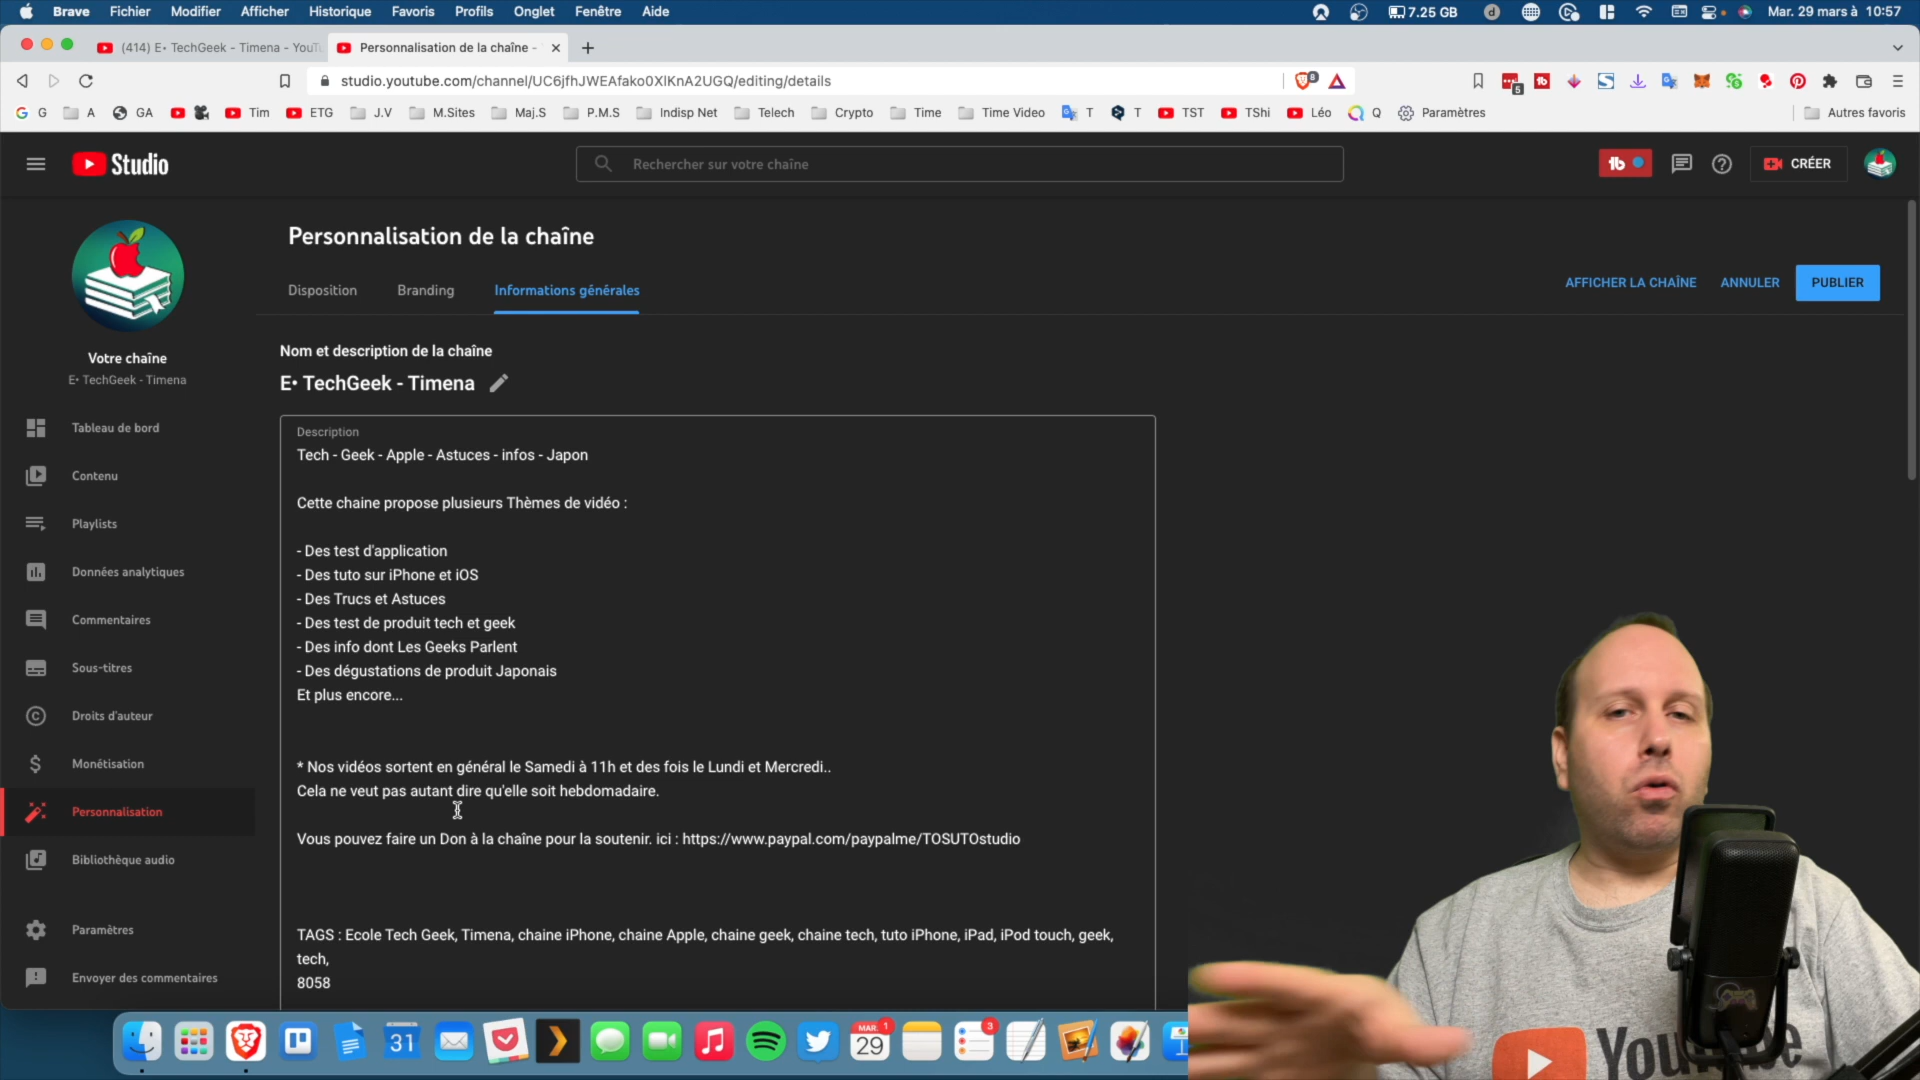 Brave Fichier Modifier Afficher Historique Favoris Profils Onglet Fenêtre Aide 7.25 GB Mar. 29 mars à 10:57
(414) E• TechGeek - Timena - YouTu
Personnalisation de la chaîne -
studio.youtube.com/channel/UC6jfhJWEAfako0XlKnA2UGQ/editing/details
G A GA Tim ETG J.V M.Sites Maj.S P.M.S Indisp Net Telech Crypto Time Time Video T T TST TShi Léo Q Paramètres Autres favoris
Studio
Rechercher sur votre chaîne
CRÉER
Personnalisation de la chaîne
Disposition Branding Informations générales
AFFICHER LA CHAÎNE ANNULER PUBLIER
Votre chaîne
E• TechGeek - Timena
Tableau de bord
Contenu
Playlists
Données analytiques
Commentaires
Sous-titres
Droits d'auteur
Monétisation
Personnalisation
Bibliothèque audio
Paramètres
Envoyer des commentaires
Nom et description de la chaîne
E• TechGeek - Timena
Description
Tech - Geek - Apple - Astuces - infos - Japon
Cette chaine propose plusieurs Thèmes de vidéo :
- Des test d'application
- Des tuto sur iPhone et iOS
- Des Trucs et Astuces
- Des test de produit tech et geek
- Des info dont Les Geeks Parlent
- Des dégustations de produit Japonais
Et plus encore...
* Nos vidéos sortent en général le Samedi à 11h et des fois le Lundi et Mercredi..
Cela ne veut pas autant dire qu'elle soit hebdomadaire.
Vous pouvez faire un Don à la chaîne pour la soutenir. ici : https://www.paypal.com/paypalme/TOSUTOstudio
TAGS : Ecole Tech Geek, Timena, chaine iPhone, chaine Apple, chaine geek, chaine tech, tuto iPhone, iPad, iPod touch, geek,
tech,
8058
31
MAR.
29
1
3